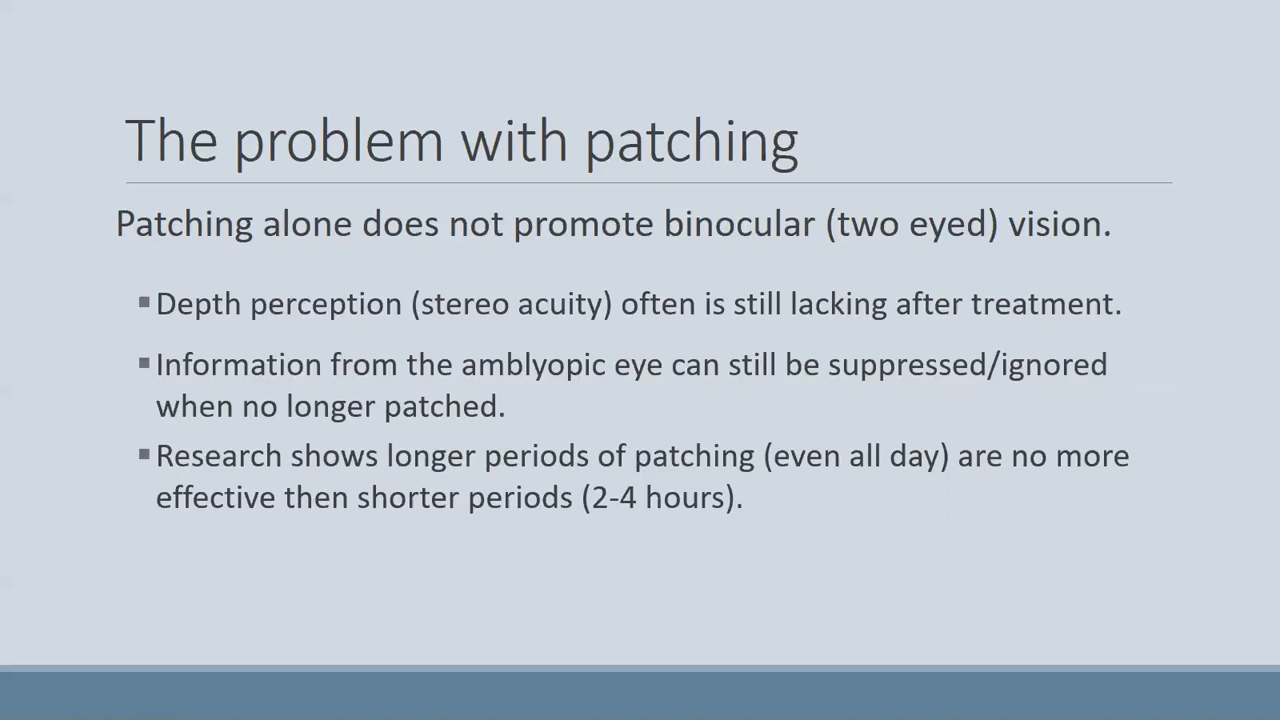 The problem with patching
Patching alone does not promote binocular (two eyed) vision.
▪Depth perception (stereo acuity) often is still lacking after treatment.
▪Information from the amblyopic eye can still be suppressed/ignored
when no longer patched.
▪Research shows longer periods of patching (even all day) are no more
effective then shorter periods (2-4 hours).